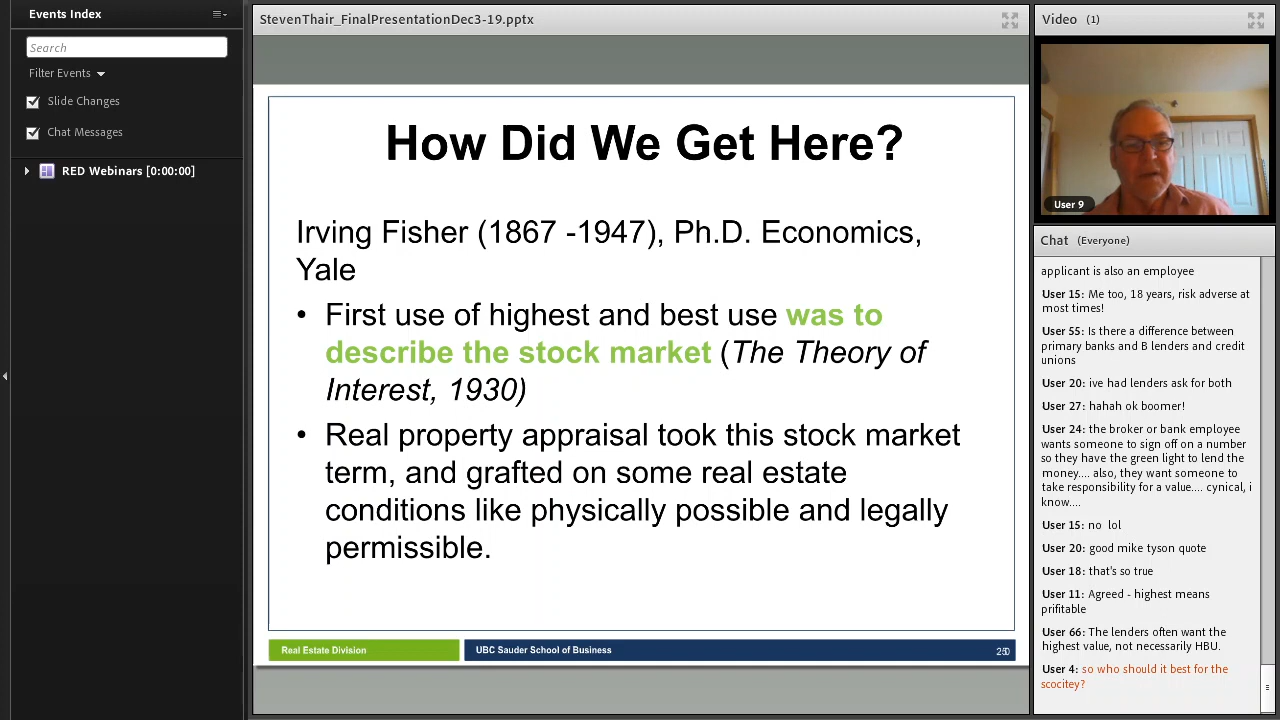 Events Index
Search
Filter Events
Slide Changes
Chat Messages
RED Webinars [0:00:00]
StevenThair_FinalPresentationDec3-19.pptx
How Did We Get Here?
Irving Fisher (1867 -1947), Ph.D. Economics,
Yale
• First use of highest and best use was to
describe the stock market (The Theory of
Interest, 1930)
• Real property appraisal took this stock market
term, and grafted on some real estate
conditions like physically possible and legally
permissible.
Real Estate Division
UBC Sauder School of Business
Video (1)
User 9
Chat (Everyone)
applicant is also an employee
User 15: Me too, 18 years, risk adverse at
most times!
User 55: Is there a difference between
primary banks and B lenders and credit
unions
User 20: ive had lenders ask for both
User 27: hahah ok boomer!
User 24: the broker or bank employee
wants someone to sign off on a number
so they have the green light to lend the
money.... also, they want someone to
take responsibility for a value.... cynical, i
know....
User 15: no lol
User 20: good mike tyson quote
User 18: that's so true
User 11: Agreed - highest means
prifitable
User 66: The lenders often want the
highest value, not necessarily HBU.
User 4: so who should it best for the
scocitey?